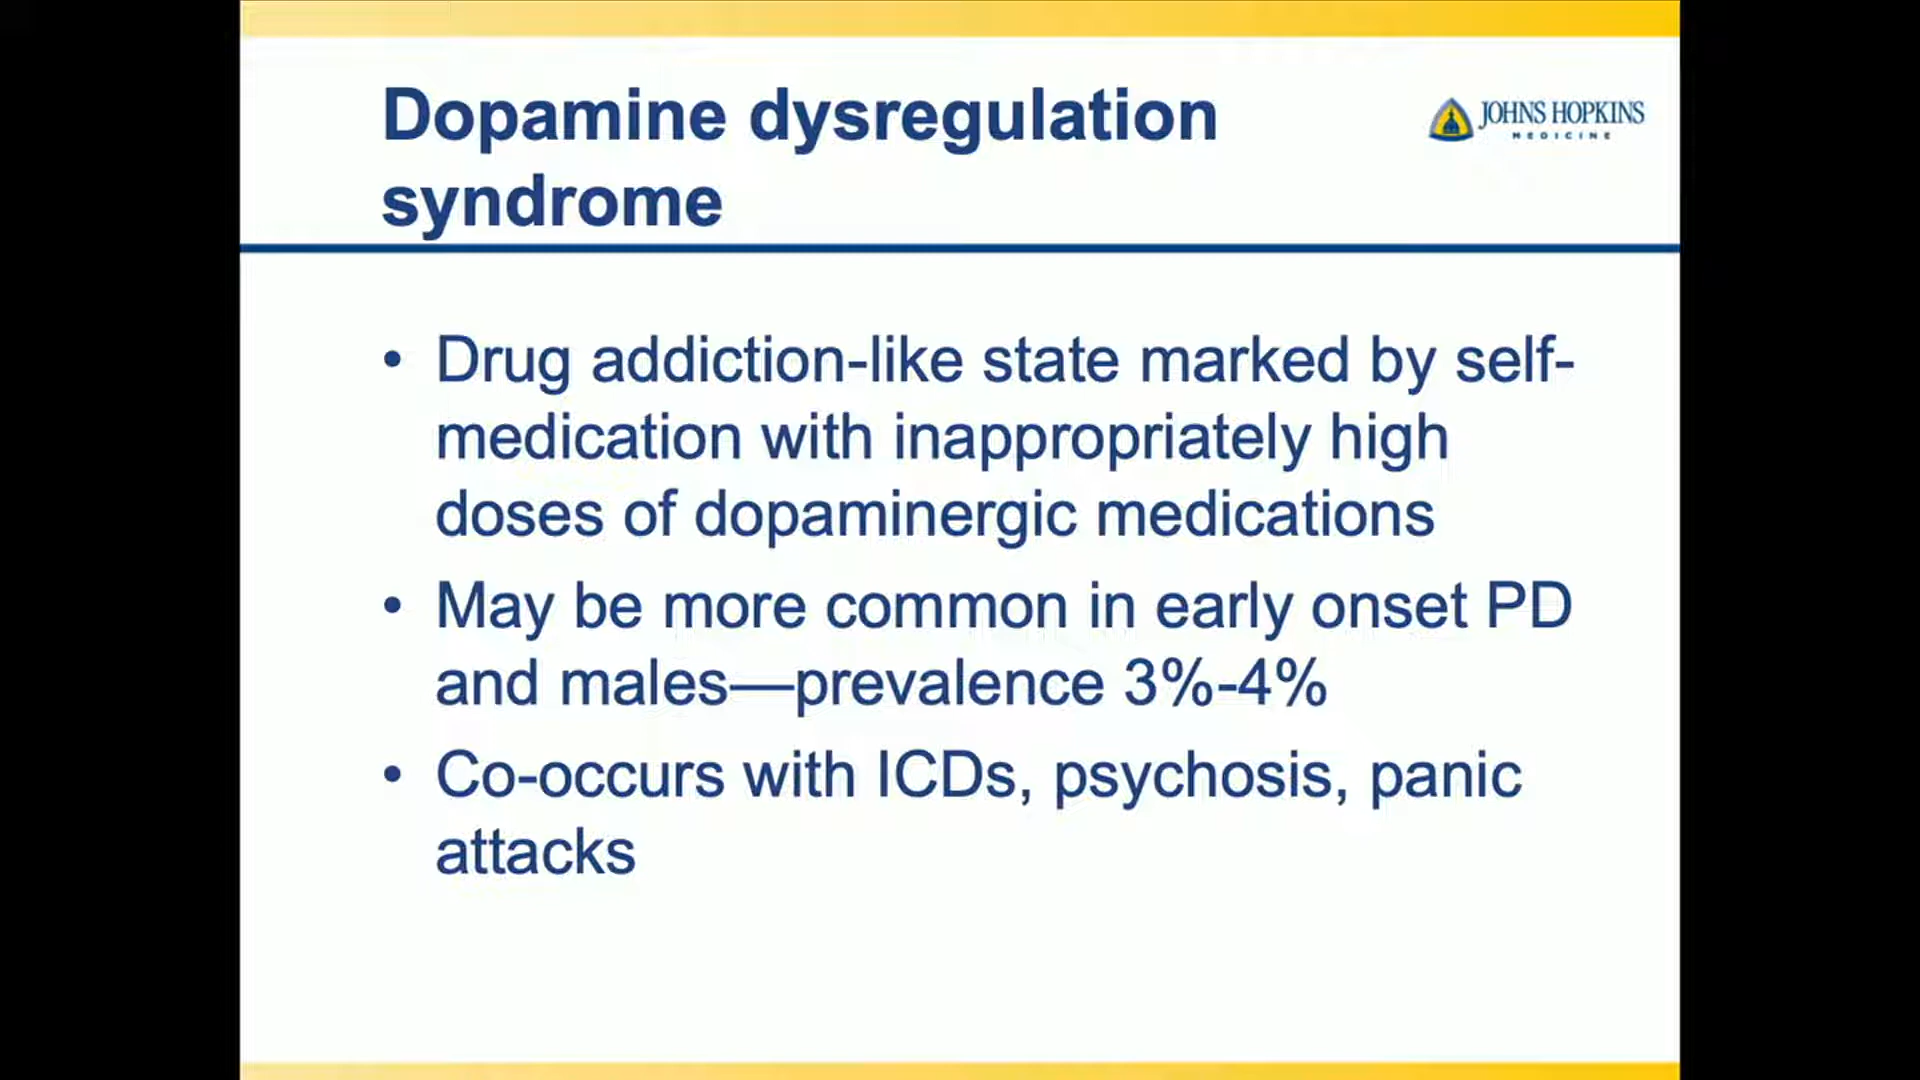 Dopamine dysregulation
syndrome
JOHNS HOPKINS
MEDICINE
• Drug addiction-like state marked by self-
medication with inappropriately high
doses of dopaminergic medications
• May be more common in early onset PD
and males—prevalence 3%-4%
• Co-occurs with ICDs, psychosis, panic
attacks